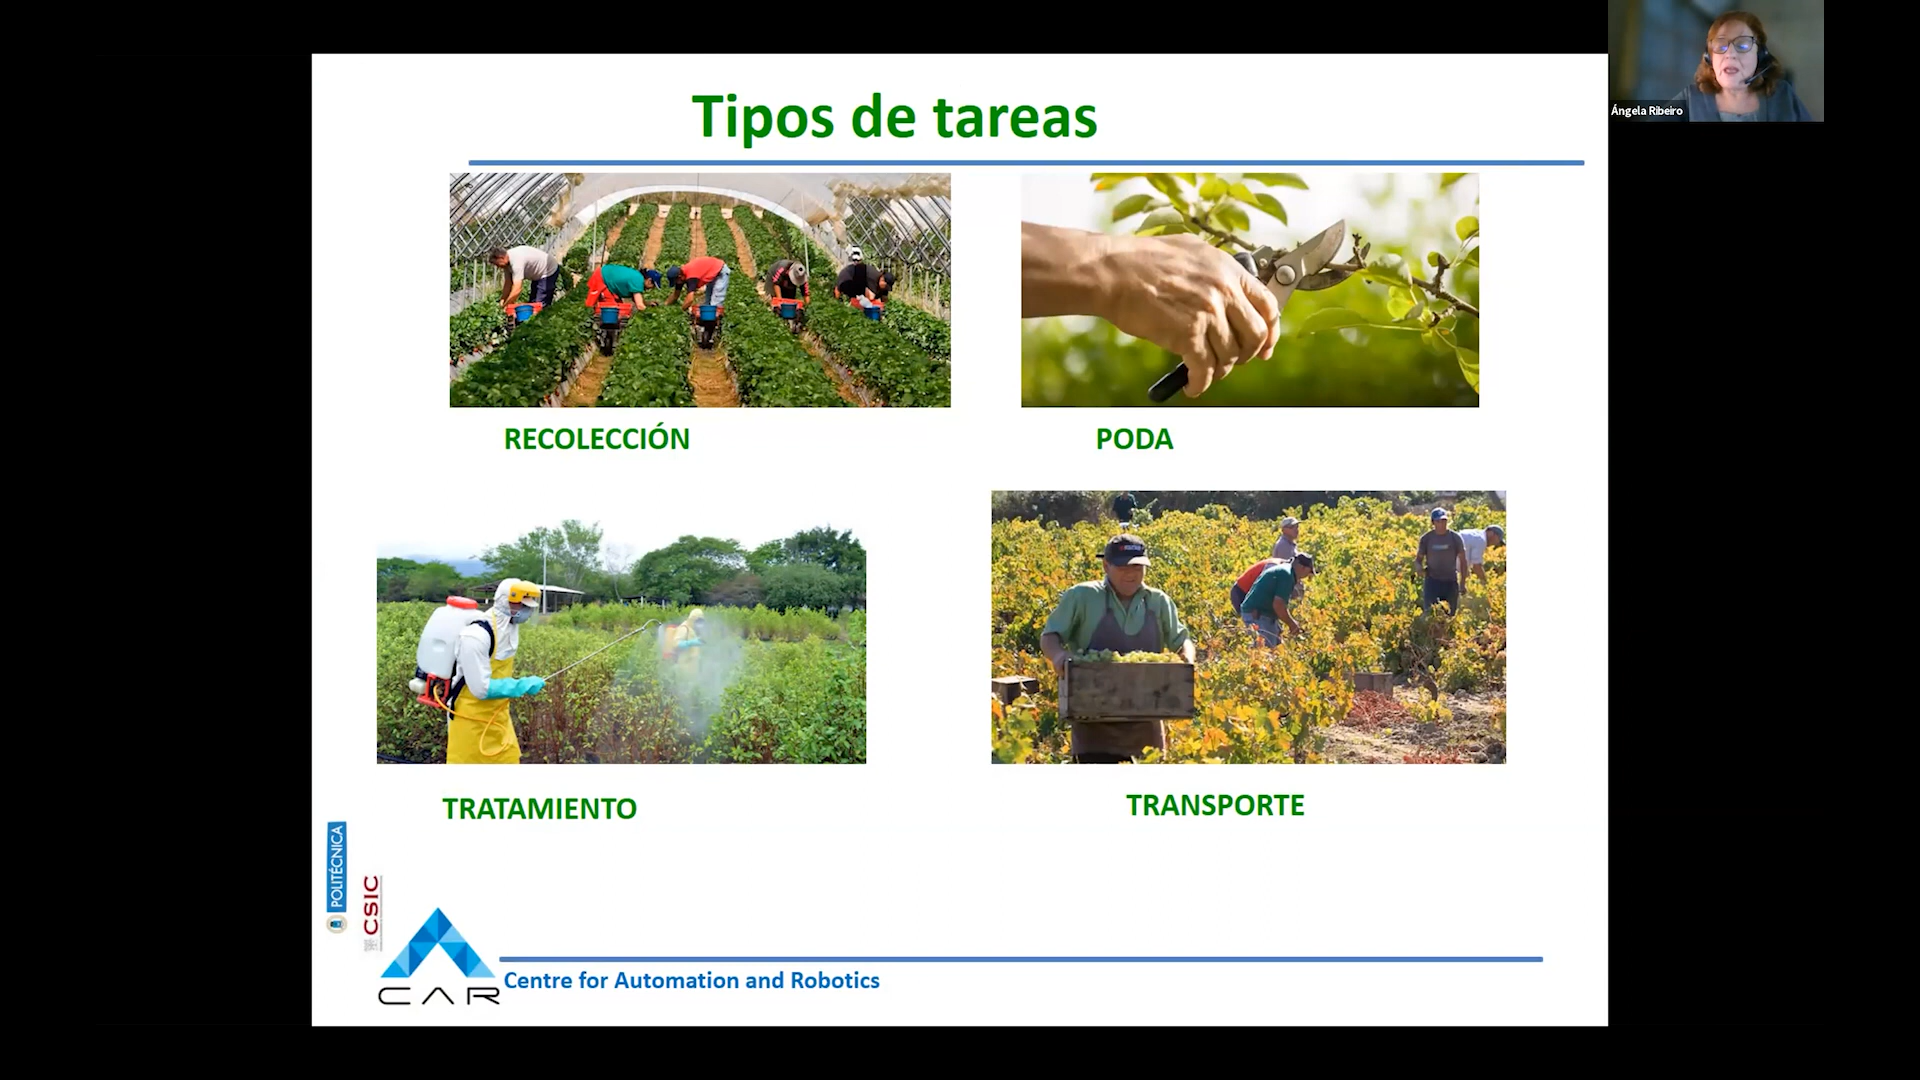 Tipos de tareas
Ángela Ribeiro
RECOLECCIÓN
PODA
TRATAMIENTO
TRANSPORTE
POLITÉCNICA
CSIC
CAR
Centre for Automation and Robotics